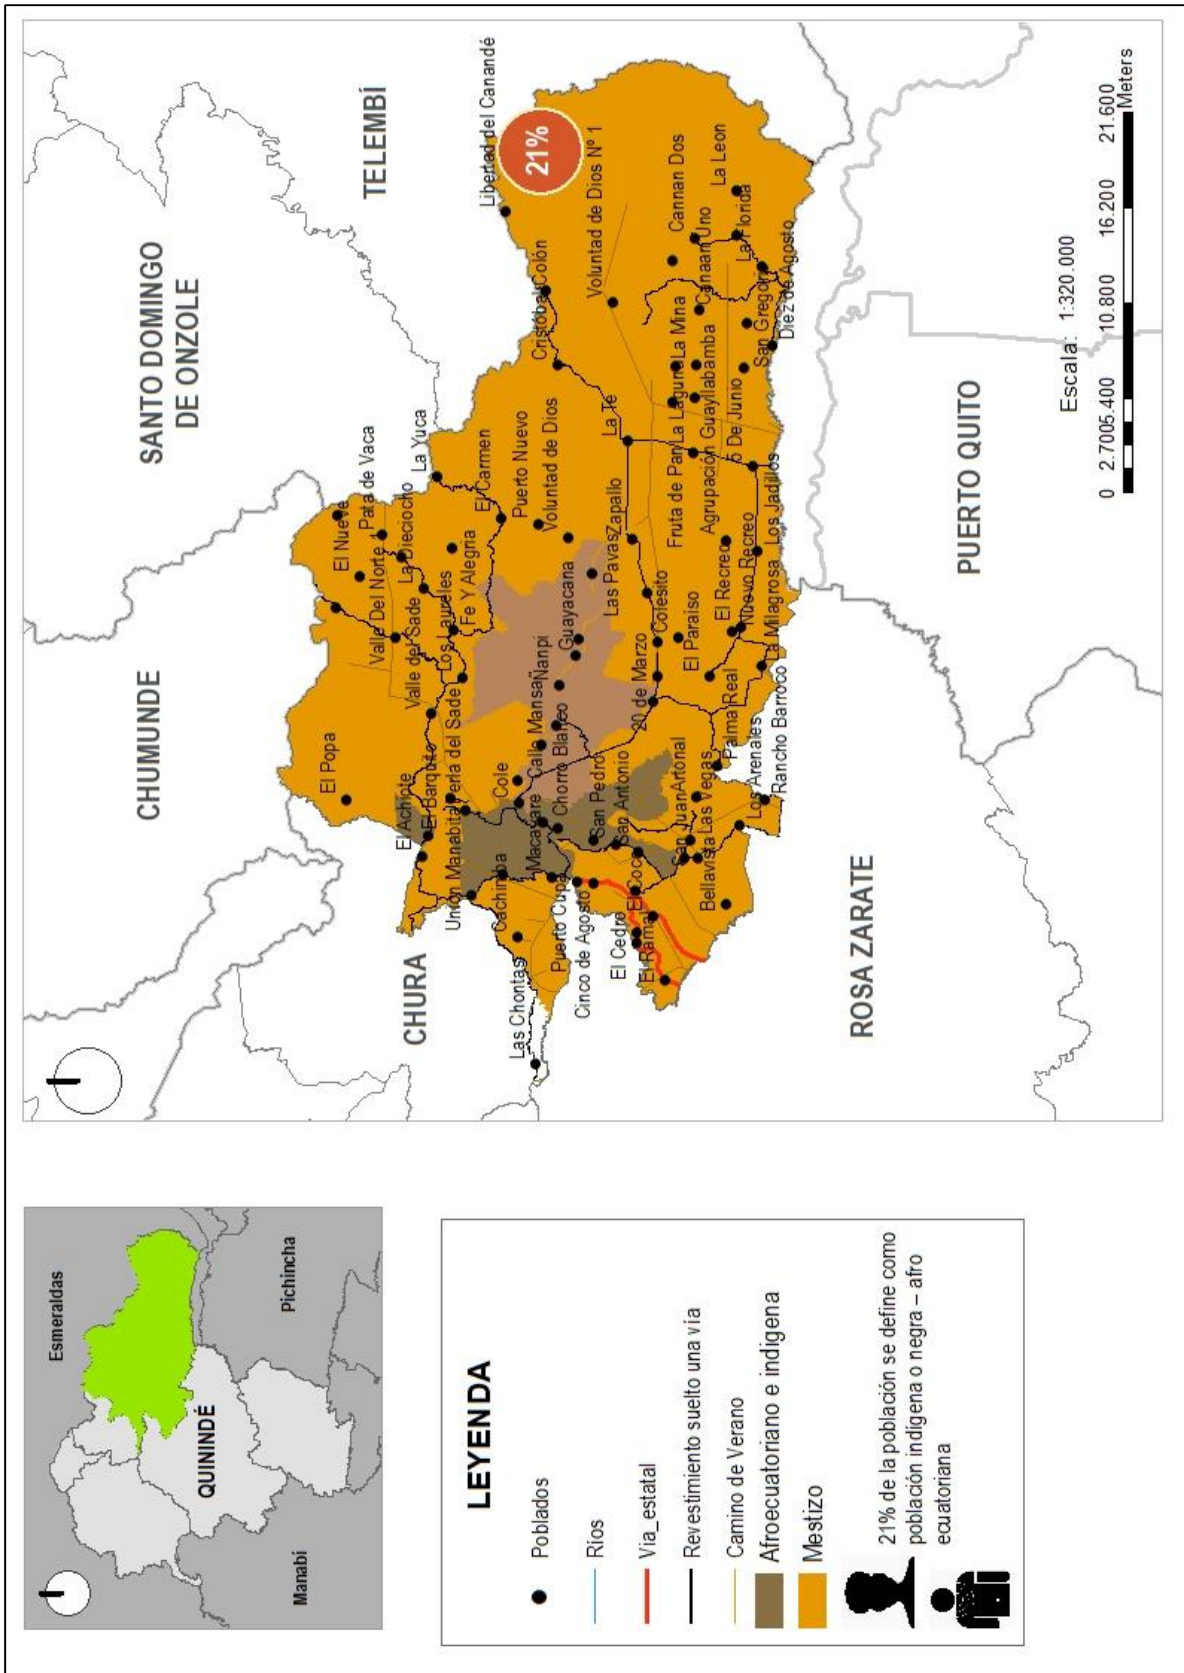 SANTO DOMINGO
DE ONZOLE
TELEMBÍ
CHUMUNDE
CHURA
ROSA ZARATE
PUERTO QUITO
Libertad del Canandé
21%
Cristóbal Colón
Voluntad de Dios Nº 1
Cannan Dos
La Leon
Canaan Uno
La Florida
San Gregorio
Diez de Agosto
La Mina
La Laguna
Fruta de Pan
Agrupación Guayllabamba
o De Junio
La Te
La Yuca
Pata de Vaca
El Nueve
La Dieciocho
Valle Del Norte
Valle del Sade
Los Laureles
Fe Y Alegria
El Carmen
Puerto Nuevo
Voluntad de Dios
Zapallo
Las Pavas
Guayacana
Ñanpi
Colesito
20 de Marzo
El Paraiso
El Recreo
Nuevo Recreo
Los Jadillos
La Milagrosa
Palma Real
Rancho Barroco
Los Arenales
El Popa
El Achiote
El Barquito
Perla del Sade
Unión Manabita
Cole
Calle Mansa
Chorro Blanco
Macayare
Cachimba
Puerto Cupa
Cinco de Agosto
Las Chontas
San Pedro
San Antonio
San Juan
Artonal
Las Vegas
Bellavista
El Coco
El Cedro
El Ramal
Escala: 1:320.000
0 2.7005.400 10.800 16.200 21.600
Meters
Esmeraldas
QUININDÉ
Pichincha
Manabí
LEYENDA
Poblados
Rios
Via_estatal
Revestimiento suelto una vía
Camino de Verano
Afroecuatoriano e indigena
Mestizo
21% de la población se define como
población indígena o negra – afro
ecuatoriana